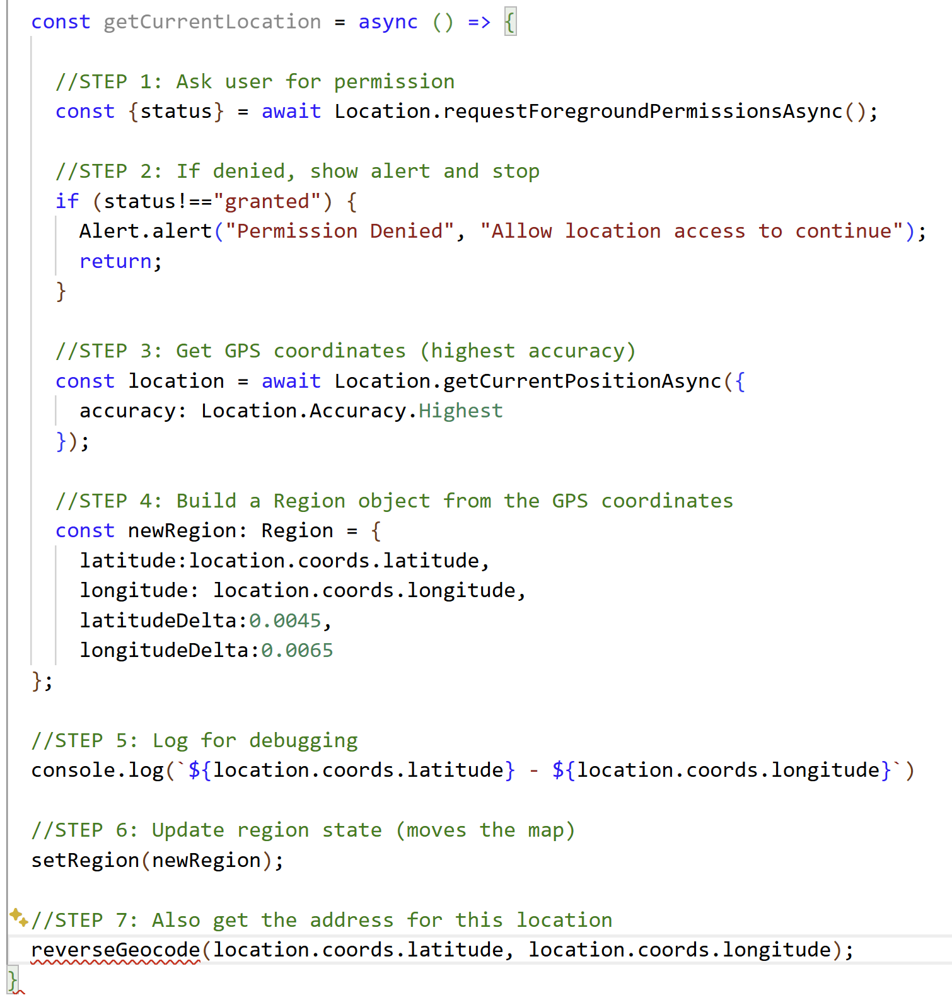 const getCurrentLocation = async () => {
//STEP 1: Ask user for permission
const {status} = await Location.requestForegroundPermissionsAsync();
//STEP 2: If denied, show alert and stop
if (status!=="granted") {
Alert.alert("Permission Denied", "Allow location access to continue");
return;
}
//STEP 3: Get GPS coordinates (highest accuracy)
const location = await Location.getCurrentPositionAsync({
accuracy: Location.Accuracy.Highest
});
//STEP 4: Build a Region object from the GPS coordinates
const newRegion: Region = {
latitude:location.coords.latitude,
longitude: location.coords.longitude,
latitudeDelta:0.0045,
longitudeDelta:0.0065
};
//STEP 5: Log for debugging
console.log(`${location.coords.latitude} - ${location.coords.longitude}`)
//STEP 6: Update region state (moves the map)
setRegion(newRegion);
//STEP 7: Also get the address for this location
reverseGeocode(location.coords.latitude, location.coords.longitude);
}